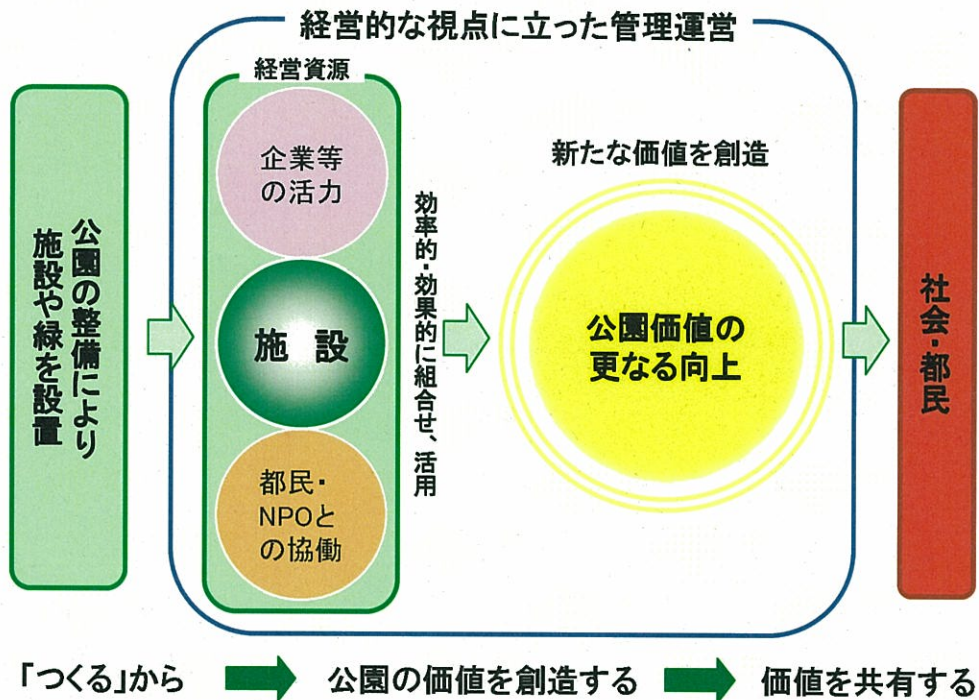 経営的な視点に立った管理運営
公園の整備により
施設や緑を設置
経営資源
企業等
の活力
施 設
都民・
NPOと
の協働
効率的・効果的に組合せ、活用
新たな価値を創造
公園価値の
更なる向上
社会・都民
「つくる」から
公園の価値を創造する
価値を共有する